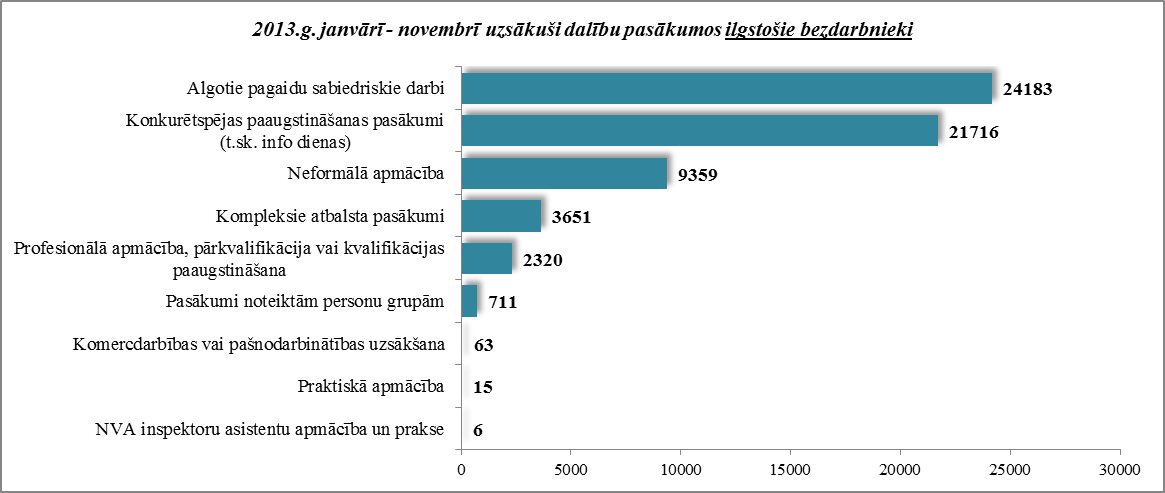 2013.g. janvārī - novembrī uzsākuši dalību pasākumos ilgstošie bezdarbnieki
Algotie pagaidu sabiedriskie darbi
24183
Konkurētspējas paaugstināšanas pasākumi
(t.sk. info dienas)
21716
Neformālā apmācība
9359
Kompleksie atbalsta pasākumi
3651
Profesionālā apmācība, pārkvalifikācija vai kvalifikācijas
paaugstināšana
2320
Pasākumi noteiktām personu grupām
711
Komercdarbības vai pašnodarbinātības uzsākšana
63
Praktiskā apmācība
15
NVA inspektoru asistentu apmācība un prakse
6
0 5000 10000 15000 20000 25000 30000